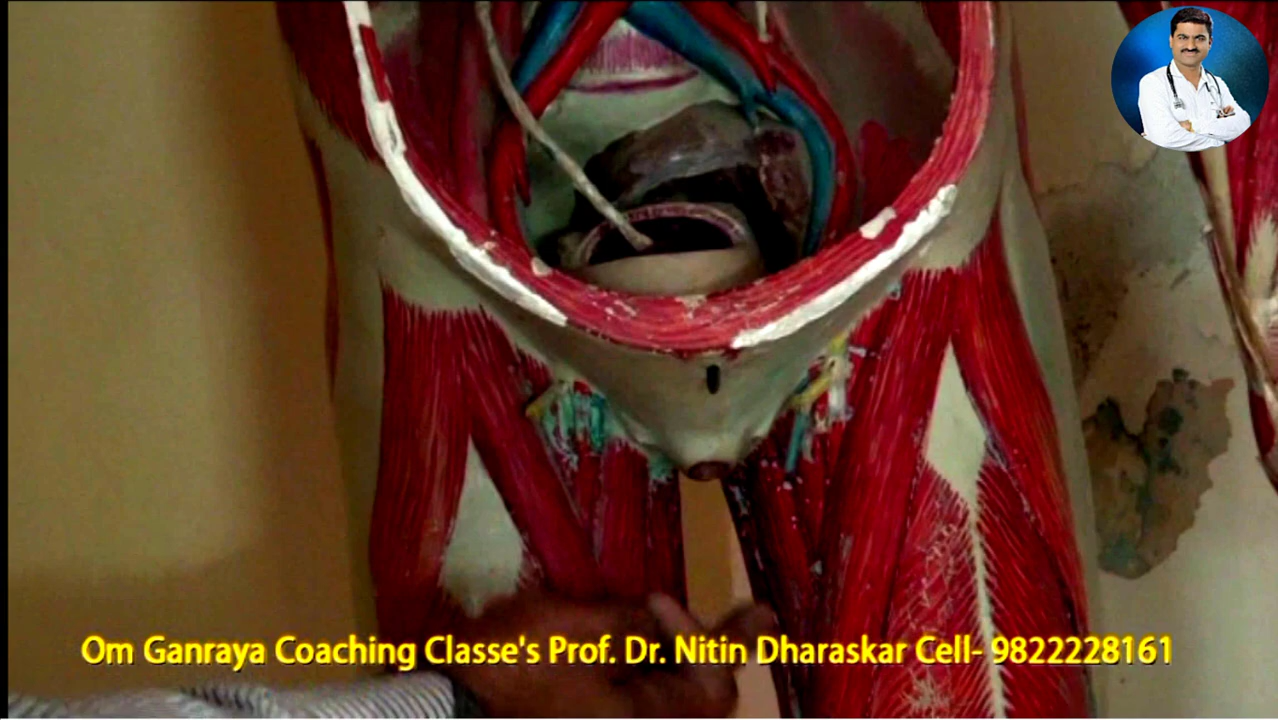 Om Ganraya Coaching Classe's Prof. Dr. Nitin Dharaskar Cell- 9822228161